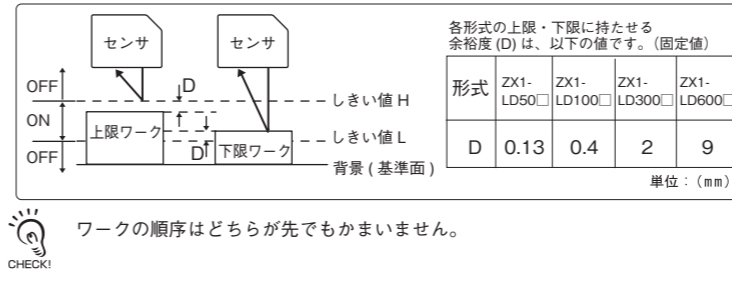 センサ
センサ
各形式の上限・下限に持たせる
余裕度 (D) は、以下の値です。（固定値）
OFF
ON
OFF
D
しきい値 H
上限ワーク
D
下限ワーク
しきい値 L
背景 ( 基準面 )
形式 ZX1-LD50□ ZX1-LD100□ ZX1-LD300□ ZX1-LD600□
D 0.13 0.4 2 9
単位：（mm）
CHECK!
ワークの順序はどちらが先でもかまいません。